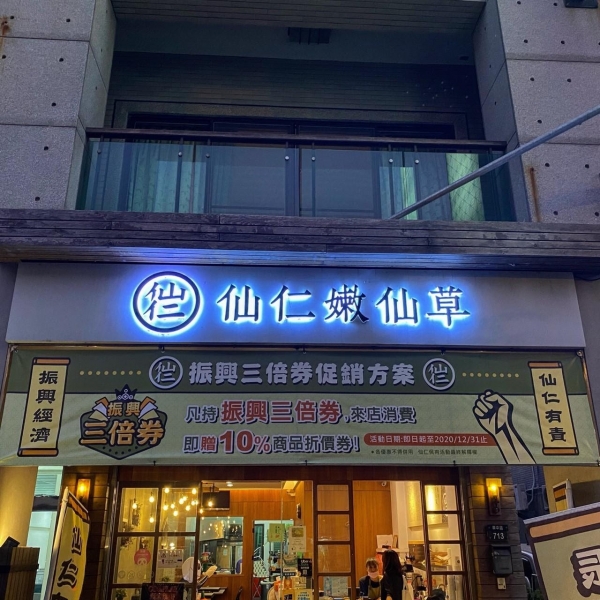 仙仁嫩仙草
振興三倍券促銷方案
振興經濟
振興
三倍券
凡持振興三倍券,來店消費
即贈10%商品折價券!
活動日期:即日起至2020/12/31止
仙仁有責
713
仙仁